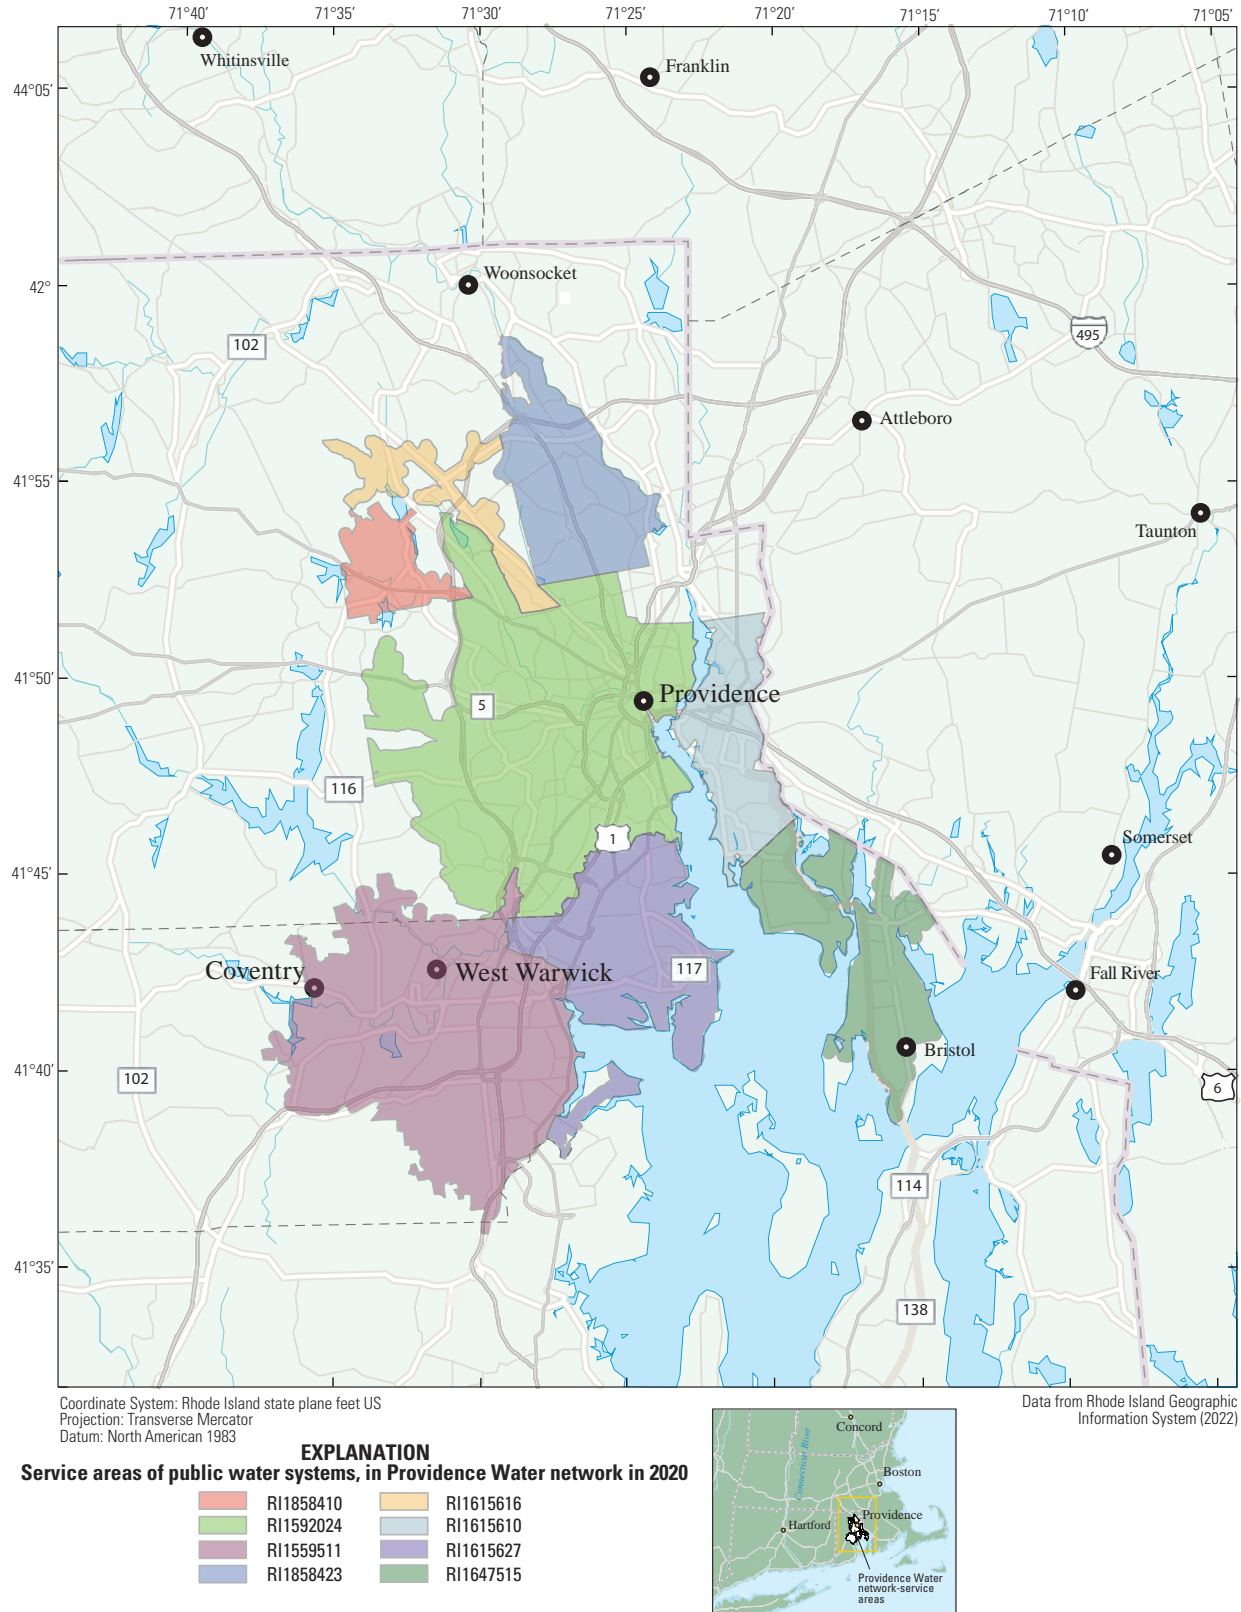 71°40′ 71°35′ 71°30′ 71°25′ 71°20′ 71°15′ 71°10′ 71°05′
Whitinsville
Franklin
44°05′
Woonsocket
42°
102
495
Attleboro
41°55′
Taunton
41°50′
Providence
5
116
1
Somerset
41°45′
Coventry
West Warwick
117
Fall River
Bristol
41°40′
102
6
114
41°35′
138
Coordinate System: Rhode Island state plane feet US
Projection: Transverse Mercator
Datum: North American 1983
Data from Rhode Island Geographic
Information System (2022)
EXPLANATION
Service areas of public water systems, in Providence Water network in 2020
RI1858410
RI1592024
RI1559511
RI1858423
RI1615616
RI1615610
RI1615627
RI1647515
Concord
Connecticut River
Boston
Hartford
Providence
Providence Water
network-service
areas